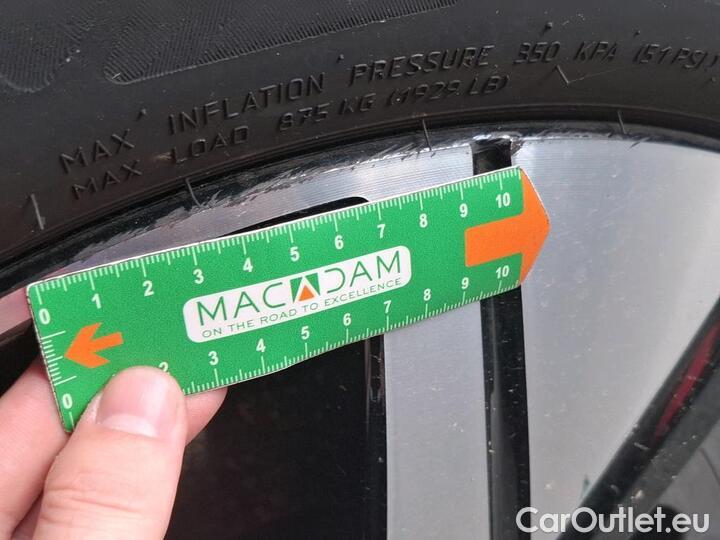 MAX INFLATION PRESSURE 350 KPA (51 PSI)
MAX LOAD 875 KG (1929 LB)
0 1 2 3 4 5 6 7 8 9 10
MACADAM
ON THE ROAD TO EXCELLENCE
0 2 3 4 5 6 7 8 9 10
CarOutlet.eu